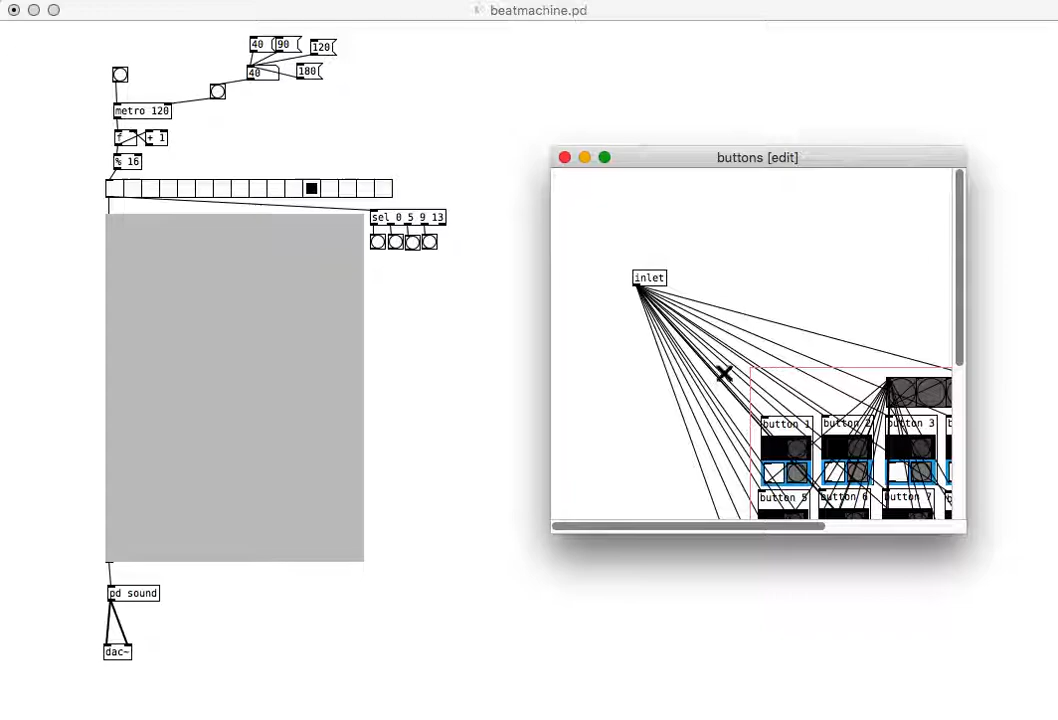 beatmachine.pd
40
90
120
40
180
metro 120
f
+ 1
% 16
sel 0 5 9 13
pd sound
dac~
buttons [edit]
inlet
button 1
button 2
button 3
button 5
button 6
button 7